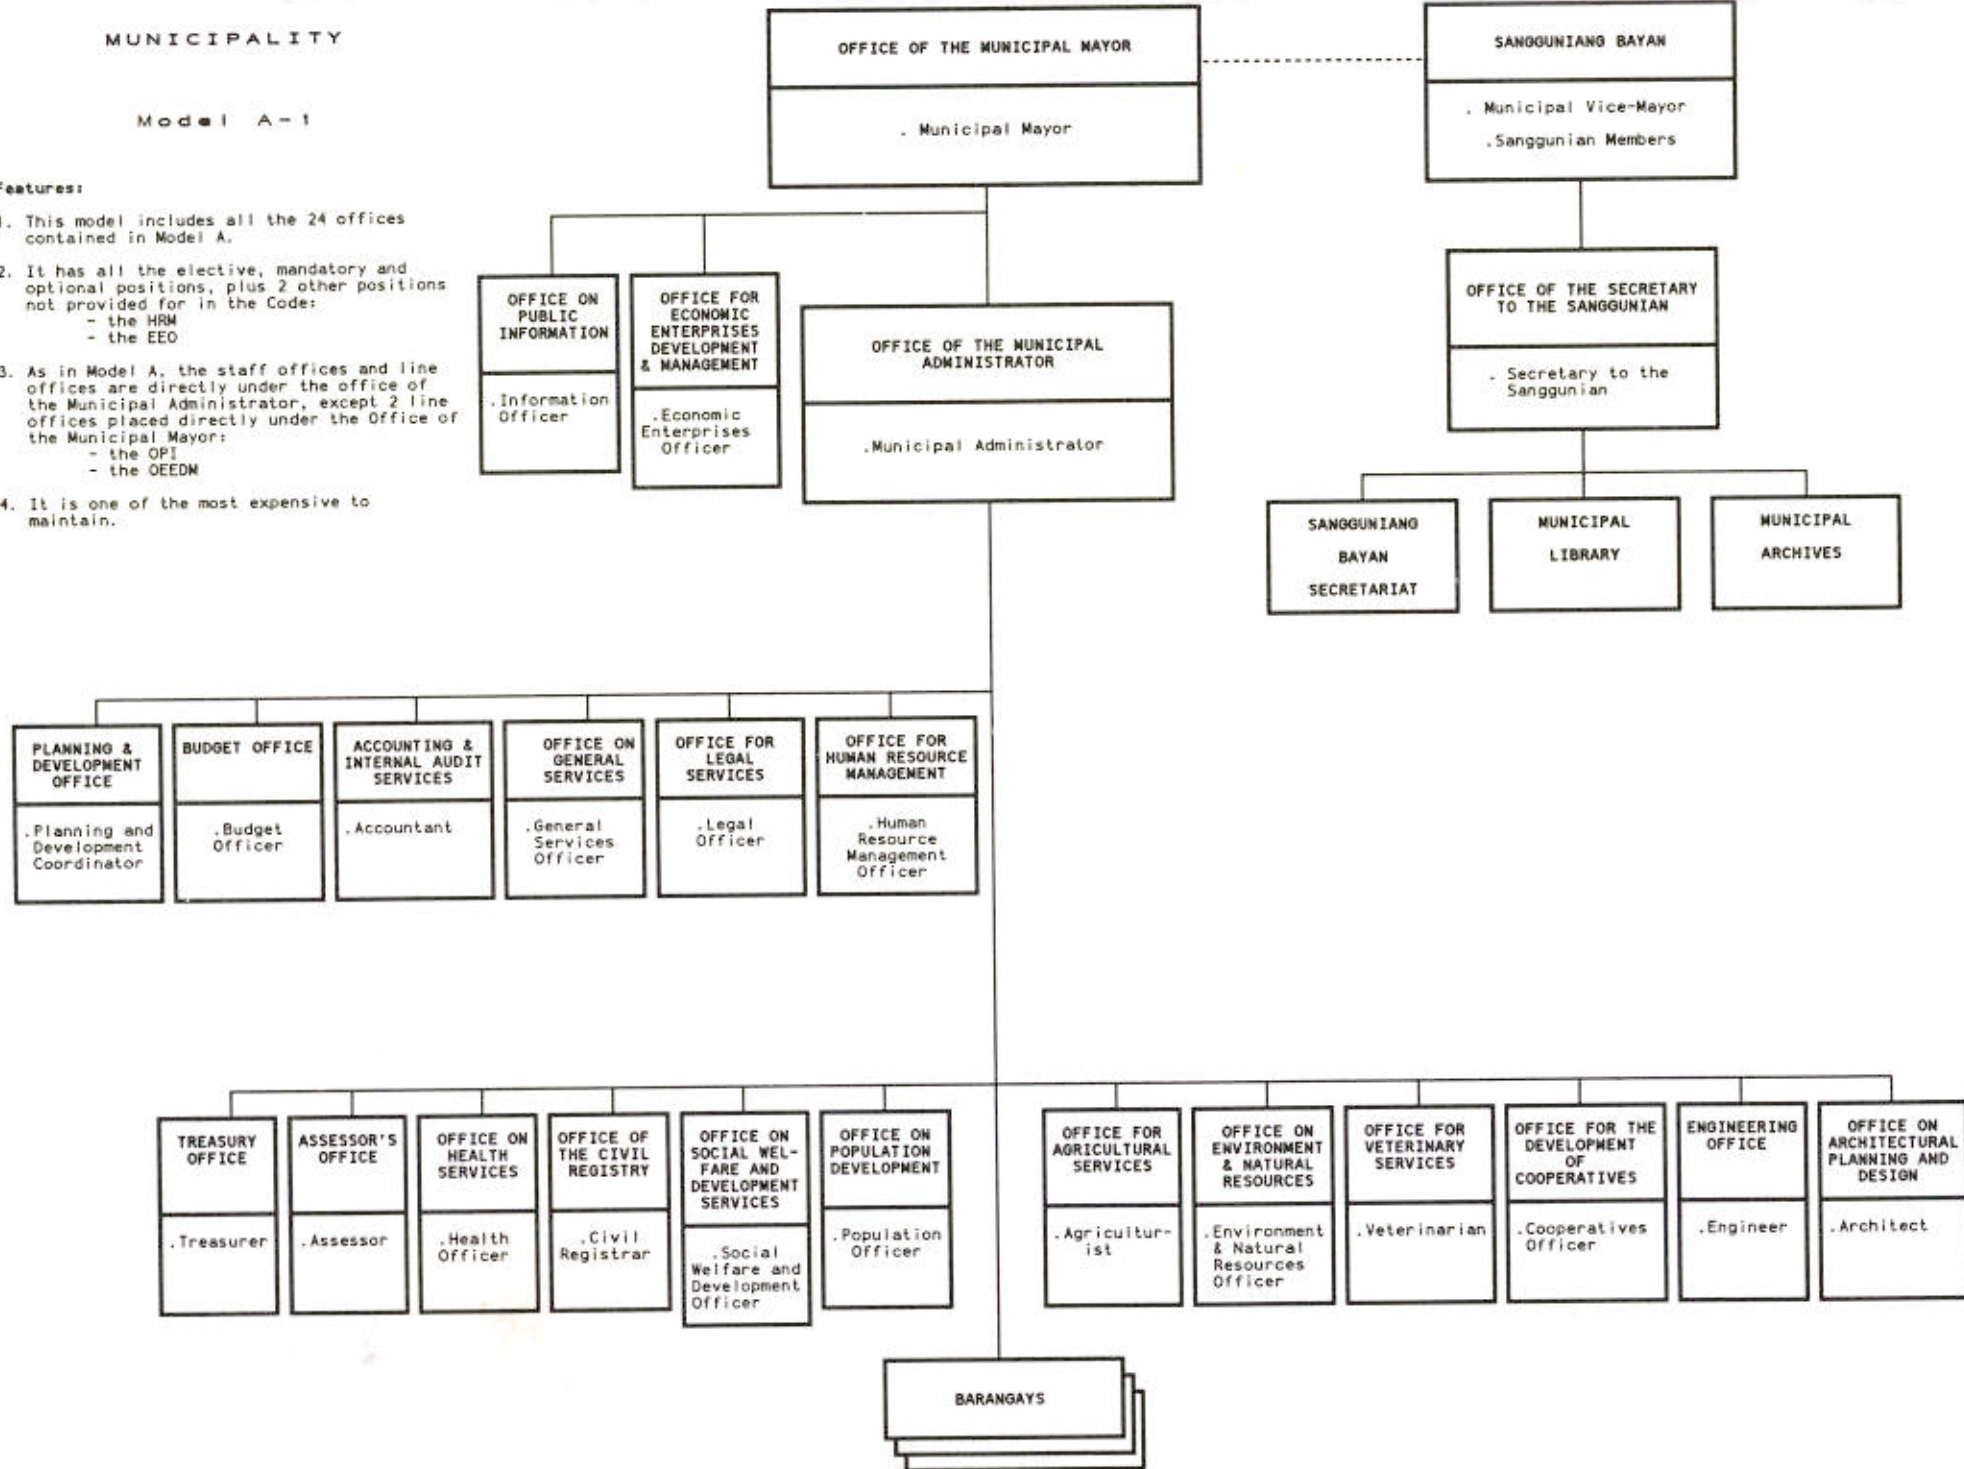 MUNICIPALITY
Model A-1
Features:
1. This model includes all the 24 offices
contained in Model A.
2. It has all the elective, mandatory and
optional positions, plus 2 other positions
not provided for in the Code:
- the HRM
- the EEO
3. As in Model A, the staff offices and line
offices are directly under the office of
the Municipal Administrator, except 2 line
offices placed directly under the Office of
the Municipal Mayor:
- the OPI
- the OEEDM
4. It is one of the most expensive to
maintain.
OFFICE OF THE MUNICIPAL MAYOR
. Municipal Mayor
SANGGUNIANG BAYAN
. Municipal Vice-Mayor
.Sanggunian Members
OFFICE ON
PUBLIC
INFORMATION
.Information
Officer
OFFICE FOR
ECONOMIC
ENTERPRISES
DEVELOPMENT
& MANAGEMENT
.Economic
Enterprises
Officer
OFFICE OF THE MUNICIPAL
ADMINISTRATOR
.Municipal Administrator
OFFICE OF THE SECRETARY
TO THE SANGGUNIAN
. Secretary to the
Sanggunian
SANGGUNIANG
BAYAN
SECRETARIAT
MUNICIPAL
LIBRARY
MUNICIPAL
ARCHIVES
PLANNING &
DEVELOPMENT
OFFICE
.Planning and
Development
Coordinator
BUDGET OFFICE
.Budget
Officer
ACCOUNTING &
INTERNAL AUDIT
SERVICES
.Accountant
OFFICE ON
GENERAL
SERVICES
.General
Services
Officer
OFFICE FOR
LEGAL
SERVICES
.Legal
Officer
OFFICE FOR
HUMAN RESOURCE
MANAGEMENT
.Human
Resource
Management
Officer
TREASURY
OFFICE
.Treasurer
ASSESSOR'S
OFFICE
.Assessor
OFFICE ON
HEALTH
SERVICES
.Health
Officer
OFFICE OF
THE CIVIL
REGISTRY
.Civil
Registrar
OFFICE ON
SOCIAL WEL-
FARE AND
DEVELOPMENT
SERVICES
.Social
Welfare and
Development
Officer
OFFICE ON
POPULATION
DEVELOPMENT
.Population
Officer
OFFICE FOR
AGRICULTURAL
SERVICES
.Agricultur-
ist
OFFICE ON
ENVIRONMENT
& NATURAL
RESOURCES
.Environment
& Natural
Resources
Officer
OFFICE FOR
VETERINARY
SERVICES
.Veterinarian
OFFICE FOR THE
DEVELOPMENT
OF
COOPERATIVES
.Cooperatives
Officer
ENGINEERING
OFFICE
.Engineer
OFFICE ON
ARCHITECTURAL
PLANNING AND
DESIGN
.Architect
BARANGAYS